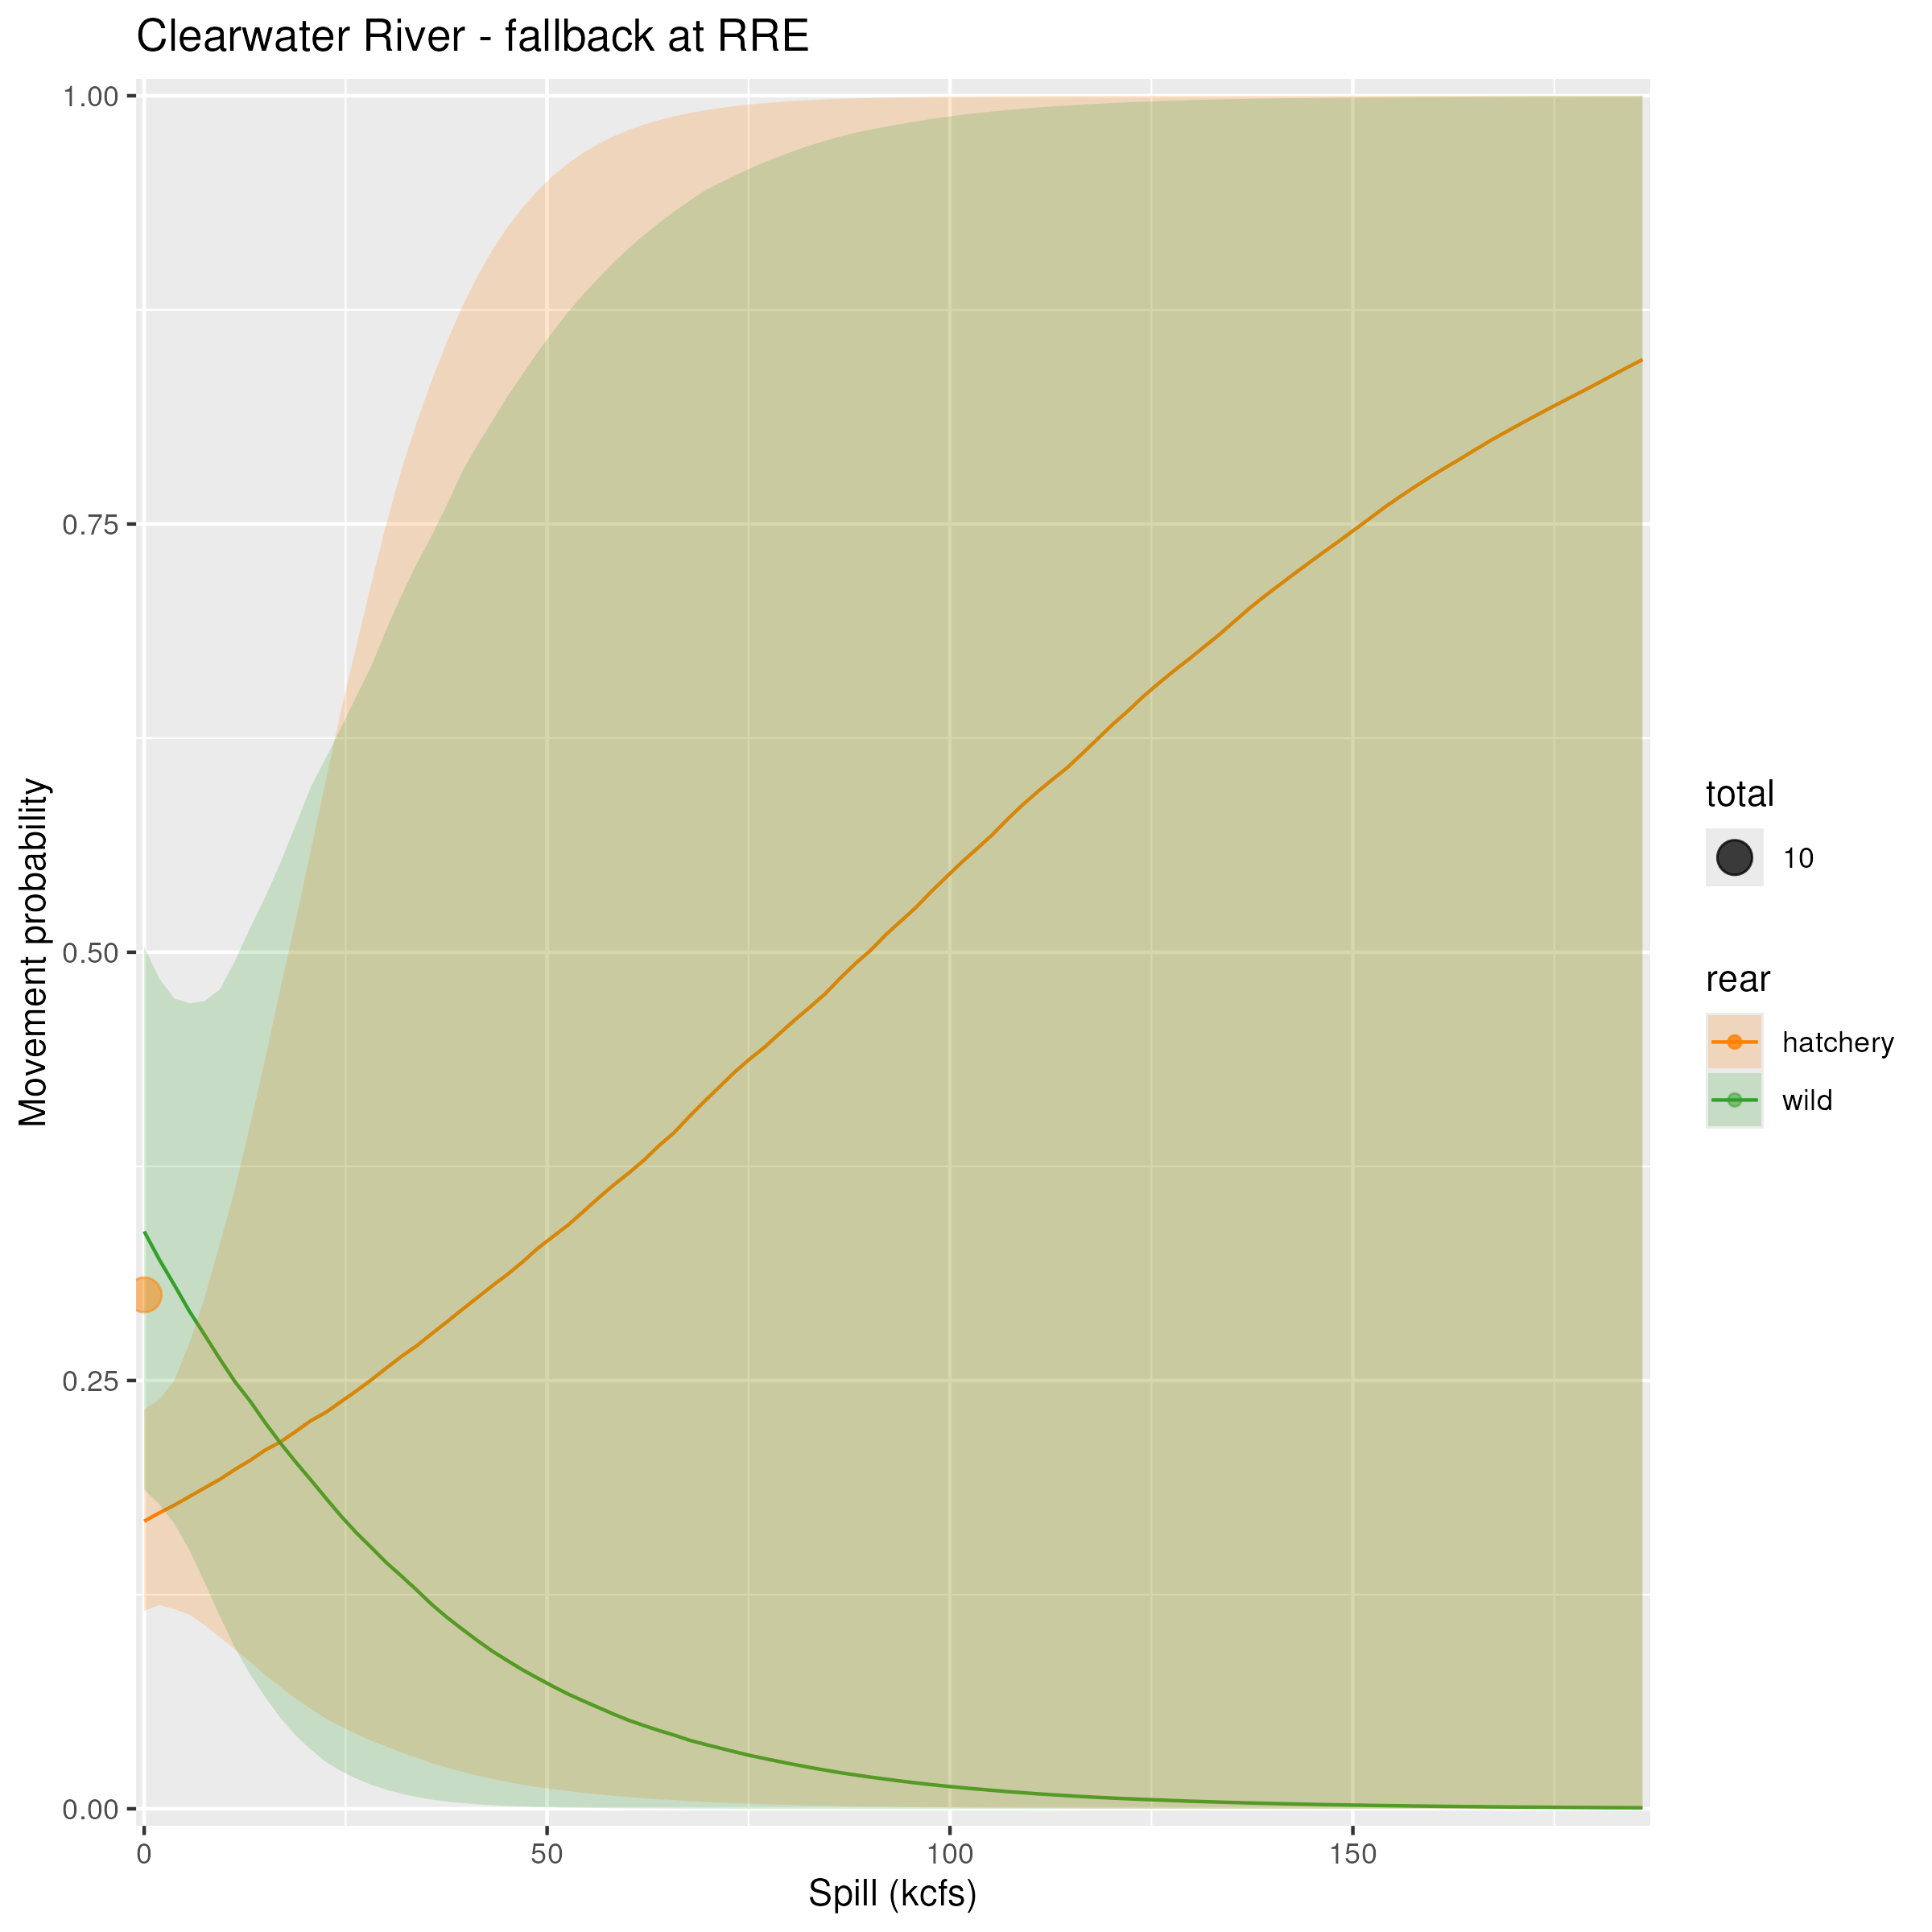 Clearwater River - fallback at RRE
1.00
0.75
0.50
0.25
0.00
Movement probability
0
50
100
150
Spill (kcfs)
total
10
rear
hatchery
wild